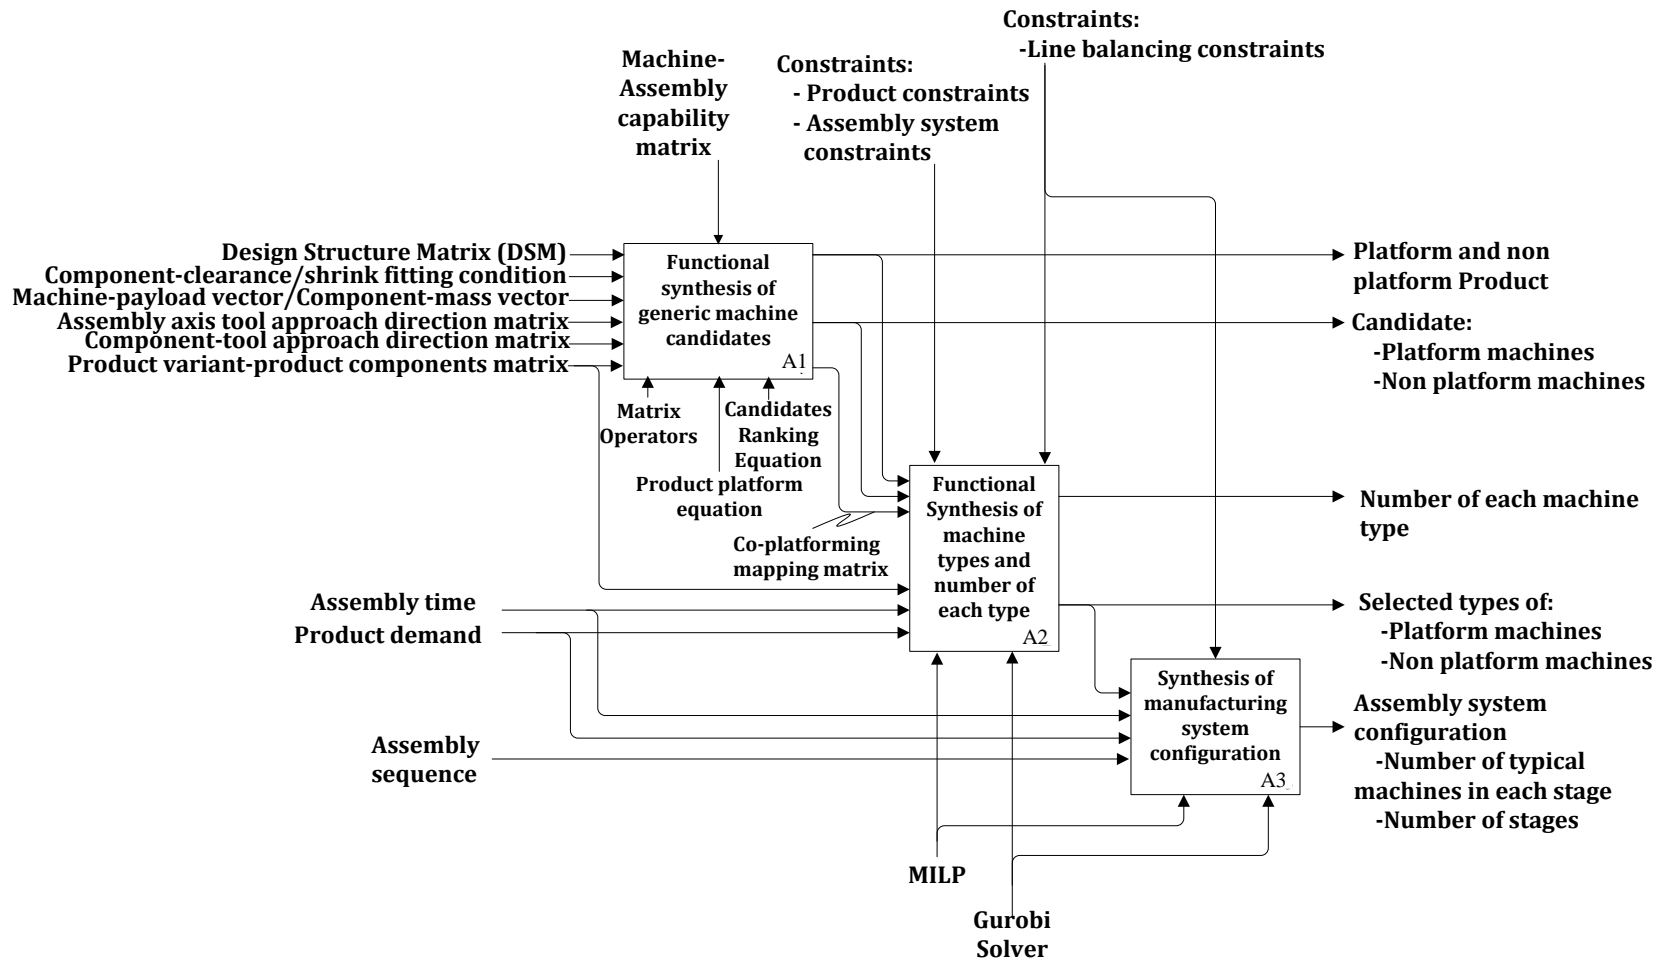 Constraints:
-Line balancing constraints
Machine-
Assembly
capability
matrix
Constraints:
- Product constraints
- Assembly system
constraints
Design Structure Matrix (DSM)
Component-clearance/shrink fitting condition
Machine-payload vector/Component-mass vector
Assembly axis tool approach direction matrix
Component-tool approach direction matrix
Product variant-product components matrix
Functional
synthesis of
generic machine
candidates
A1
Platform and non
platform Product
Candidate:
-Platform machines
-Non platform machines
Matrix
Operators
Candidates
Ranking
Equation
Product platform
equation
Co-platforming
mapping matrix
Functional
Synthesis of
machine
types and
number of
each type
A2
Number of each machine
type
Assembly time
Product demand
Selected types of:
-Platform machines
-Non platform machines
Synthesis of
manufacturing
system
configuration
A3
Assembly
sequence
Assembly system
configuration
-Number of typical
machines in each stage
-Number of stages
MILP
Gurobi
Solver